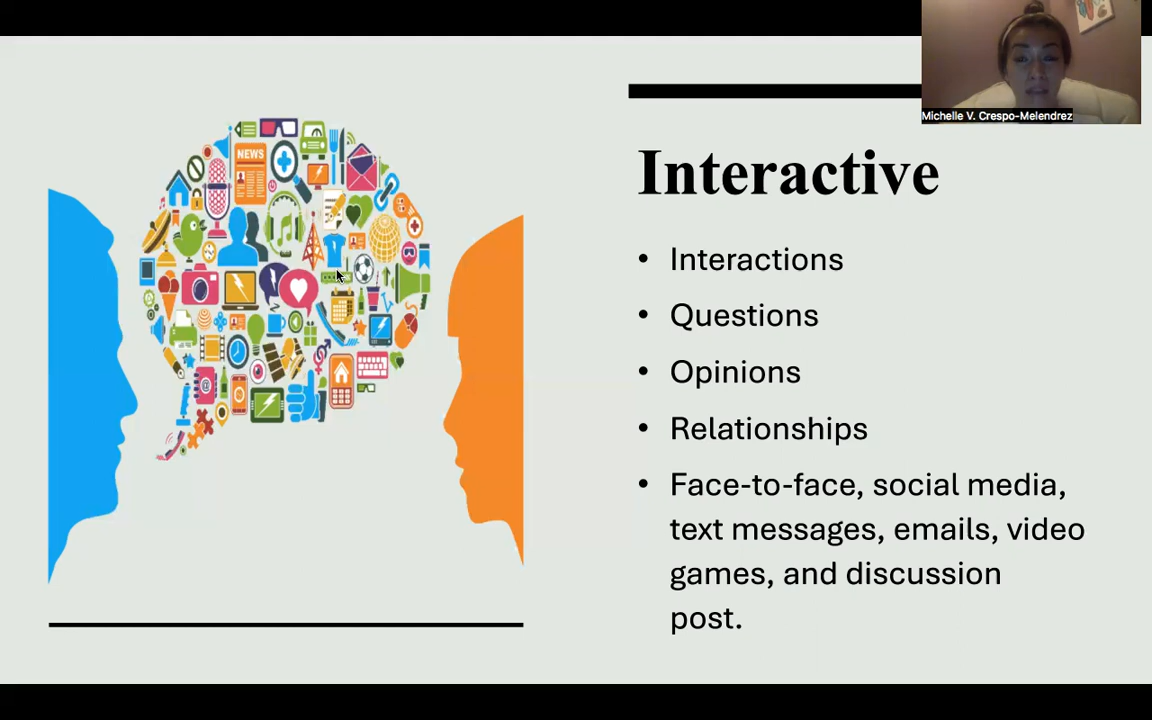 Michelle V. Crespo-Melendrez
Interactive
NEWS
• Interactions
• Questions
• Opinions
• Relationships
• Face-to-face, social media,
text messages, emails, video
games, and discussion
post.